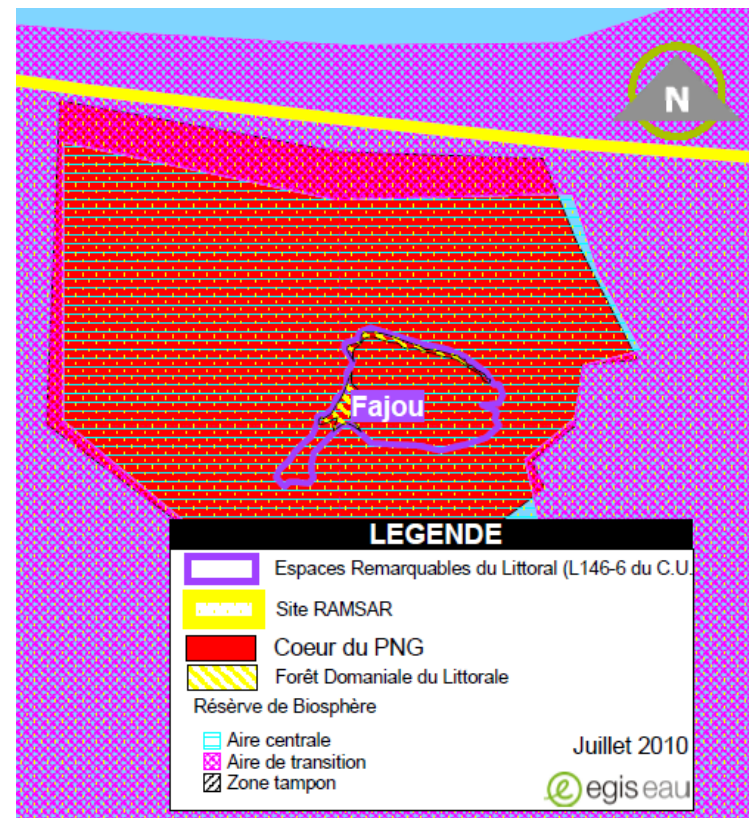 N
Fajou
LEGENDE
Espaces Remarquables du Littoral (L146-6 du C.U.
Site RAMSAR
Coeur du PNG
Forêt Domaniale du Littorale
Résèrve de Biosphère
Aire centrale
Aire de transition
Zone tampon
Juillet 2010
egis eau